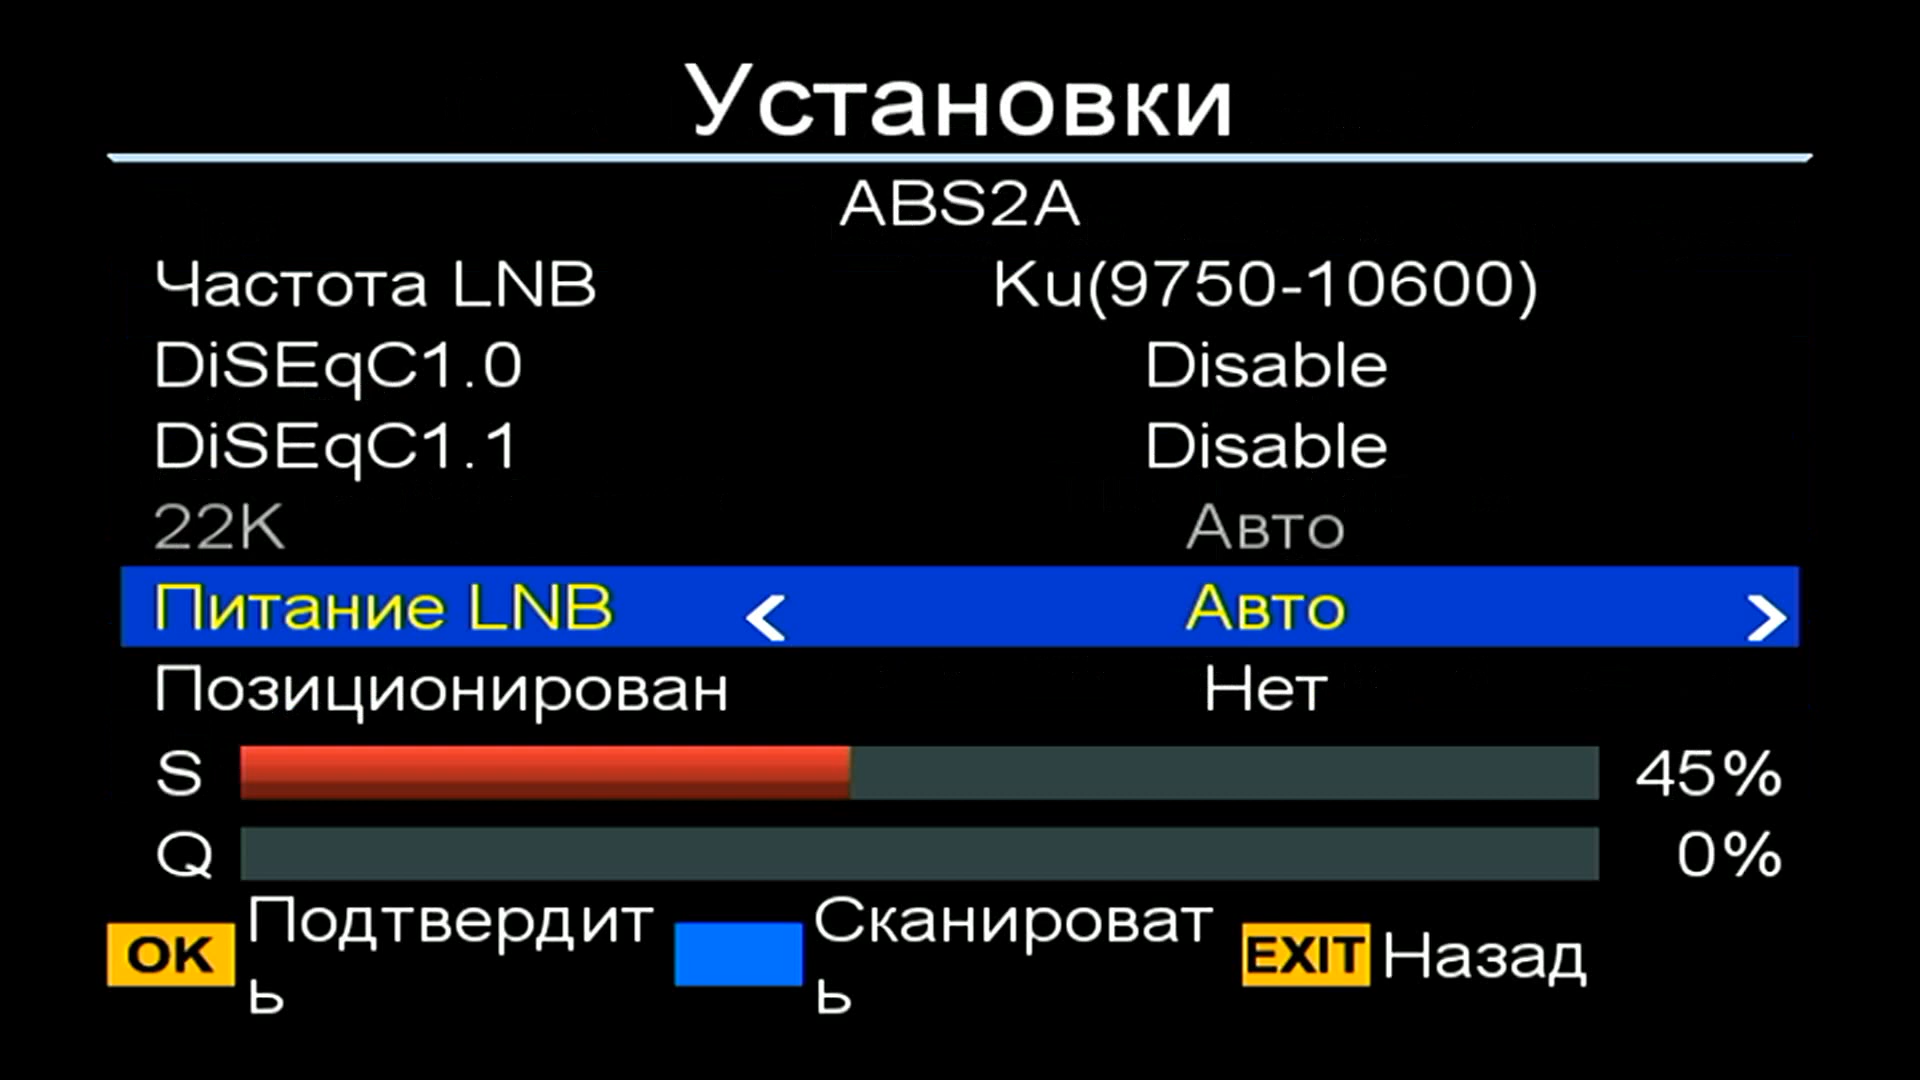 Установки
ABS2A
Частота LNB Ku(9750-10600)
DiSEqC1.0 Disable
DiSEqC1.1 Disable
22K Авто
Питание LNB < Авто >
Позиционирован Нет
S 45%
Q 0%
OK Подтвердит
ь
Сканироват
ь
EXIT Назад